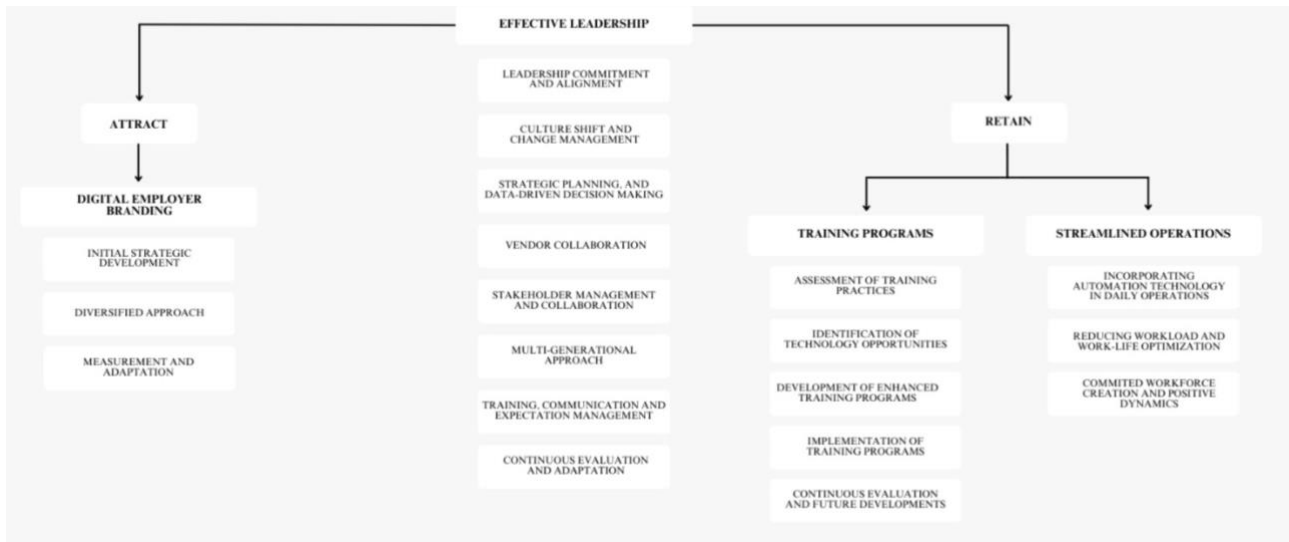 EFFECTIVE LEADERSHIP
LEADERSHIP COMMITMENT
AND ALIGNMENT
CULTURE SHIFT AND
CHANGE MANAGEMENT
STRATEGIC PLANNING, AND
DATA-DRIVEN DECISION MAKING
VENDOR COLLABORATION
STAKEHOLDER MANAGEMENT
AND COLLABORATION
MULTI-GENERATIONAL
APPROACH
TRAINING, COMMUNICATION AND
EXPECTATION MANAGEMENT
CONTINUOUS EVALUATION
AND ADAPTATION
ATTRACT
DIGITAL EMPLOYER
BRANDING
INITIAL STRATEGIC
DEVELOPMENT
DIVERSIFIED APPROACH
MEASUREMENT AND
ADAPTATION
RETAIN
TRAINING PROGRAMS
ASSESSMENT OF TRAINING
PRACTICES
IDENTIFICATION OF
TECHNOLOGY OPPORTUNITIES
DEVELOPMENT OF ENHANCED
TRAINING PROGRAMS
IMPLEMENTATION OF
TRAINING PROGRAMS
CONTINUOUS EVALUATION
AND FUTURE DEVELOPMENTS
STREAMLINED OPERATIONS
INCORPORATING
AUTOMATION TECHNOLOGY
IN DAILY OPERATIONS
REDUCING WORKLOAD AND
WORK-LIFE OPTIMIZATION
COMMITED WORKFORCE
CREATION AND POSITIVE
DYNAMICS